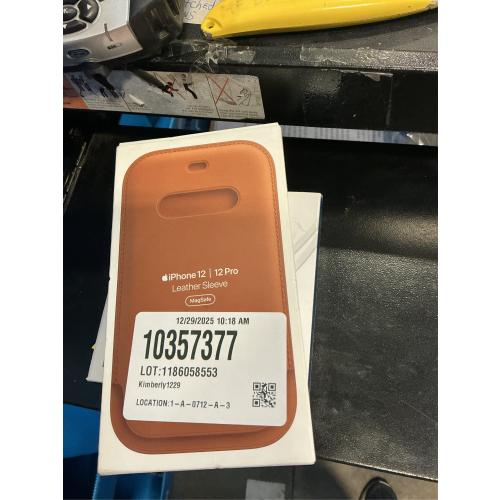 iPhone 12 | 12 Pro
Leather Sleeve
MagSafe
12/29/2025 10:18 AM
10357377
LOT:1186058553
Kimberly1229
LOCATION:1-A-0712-A-3